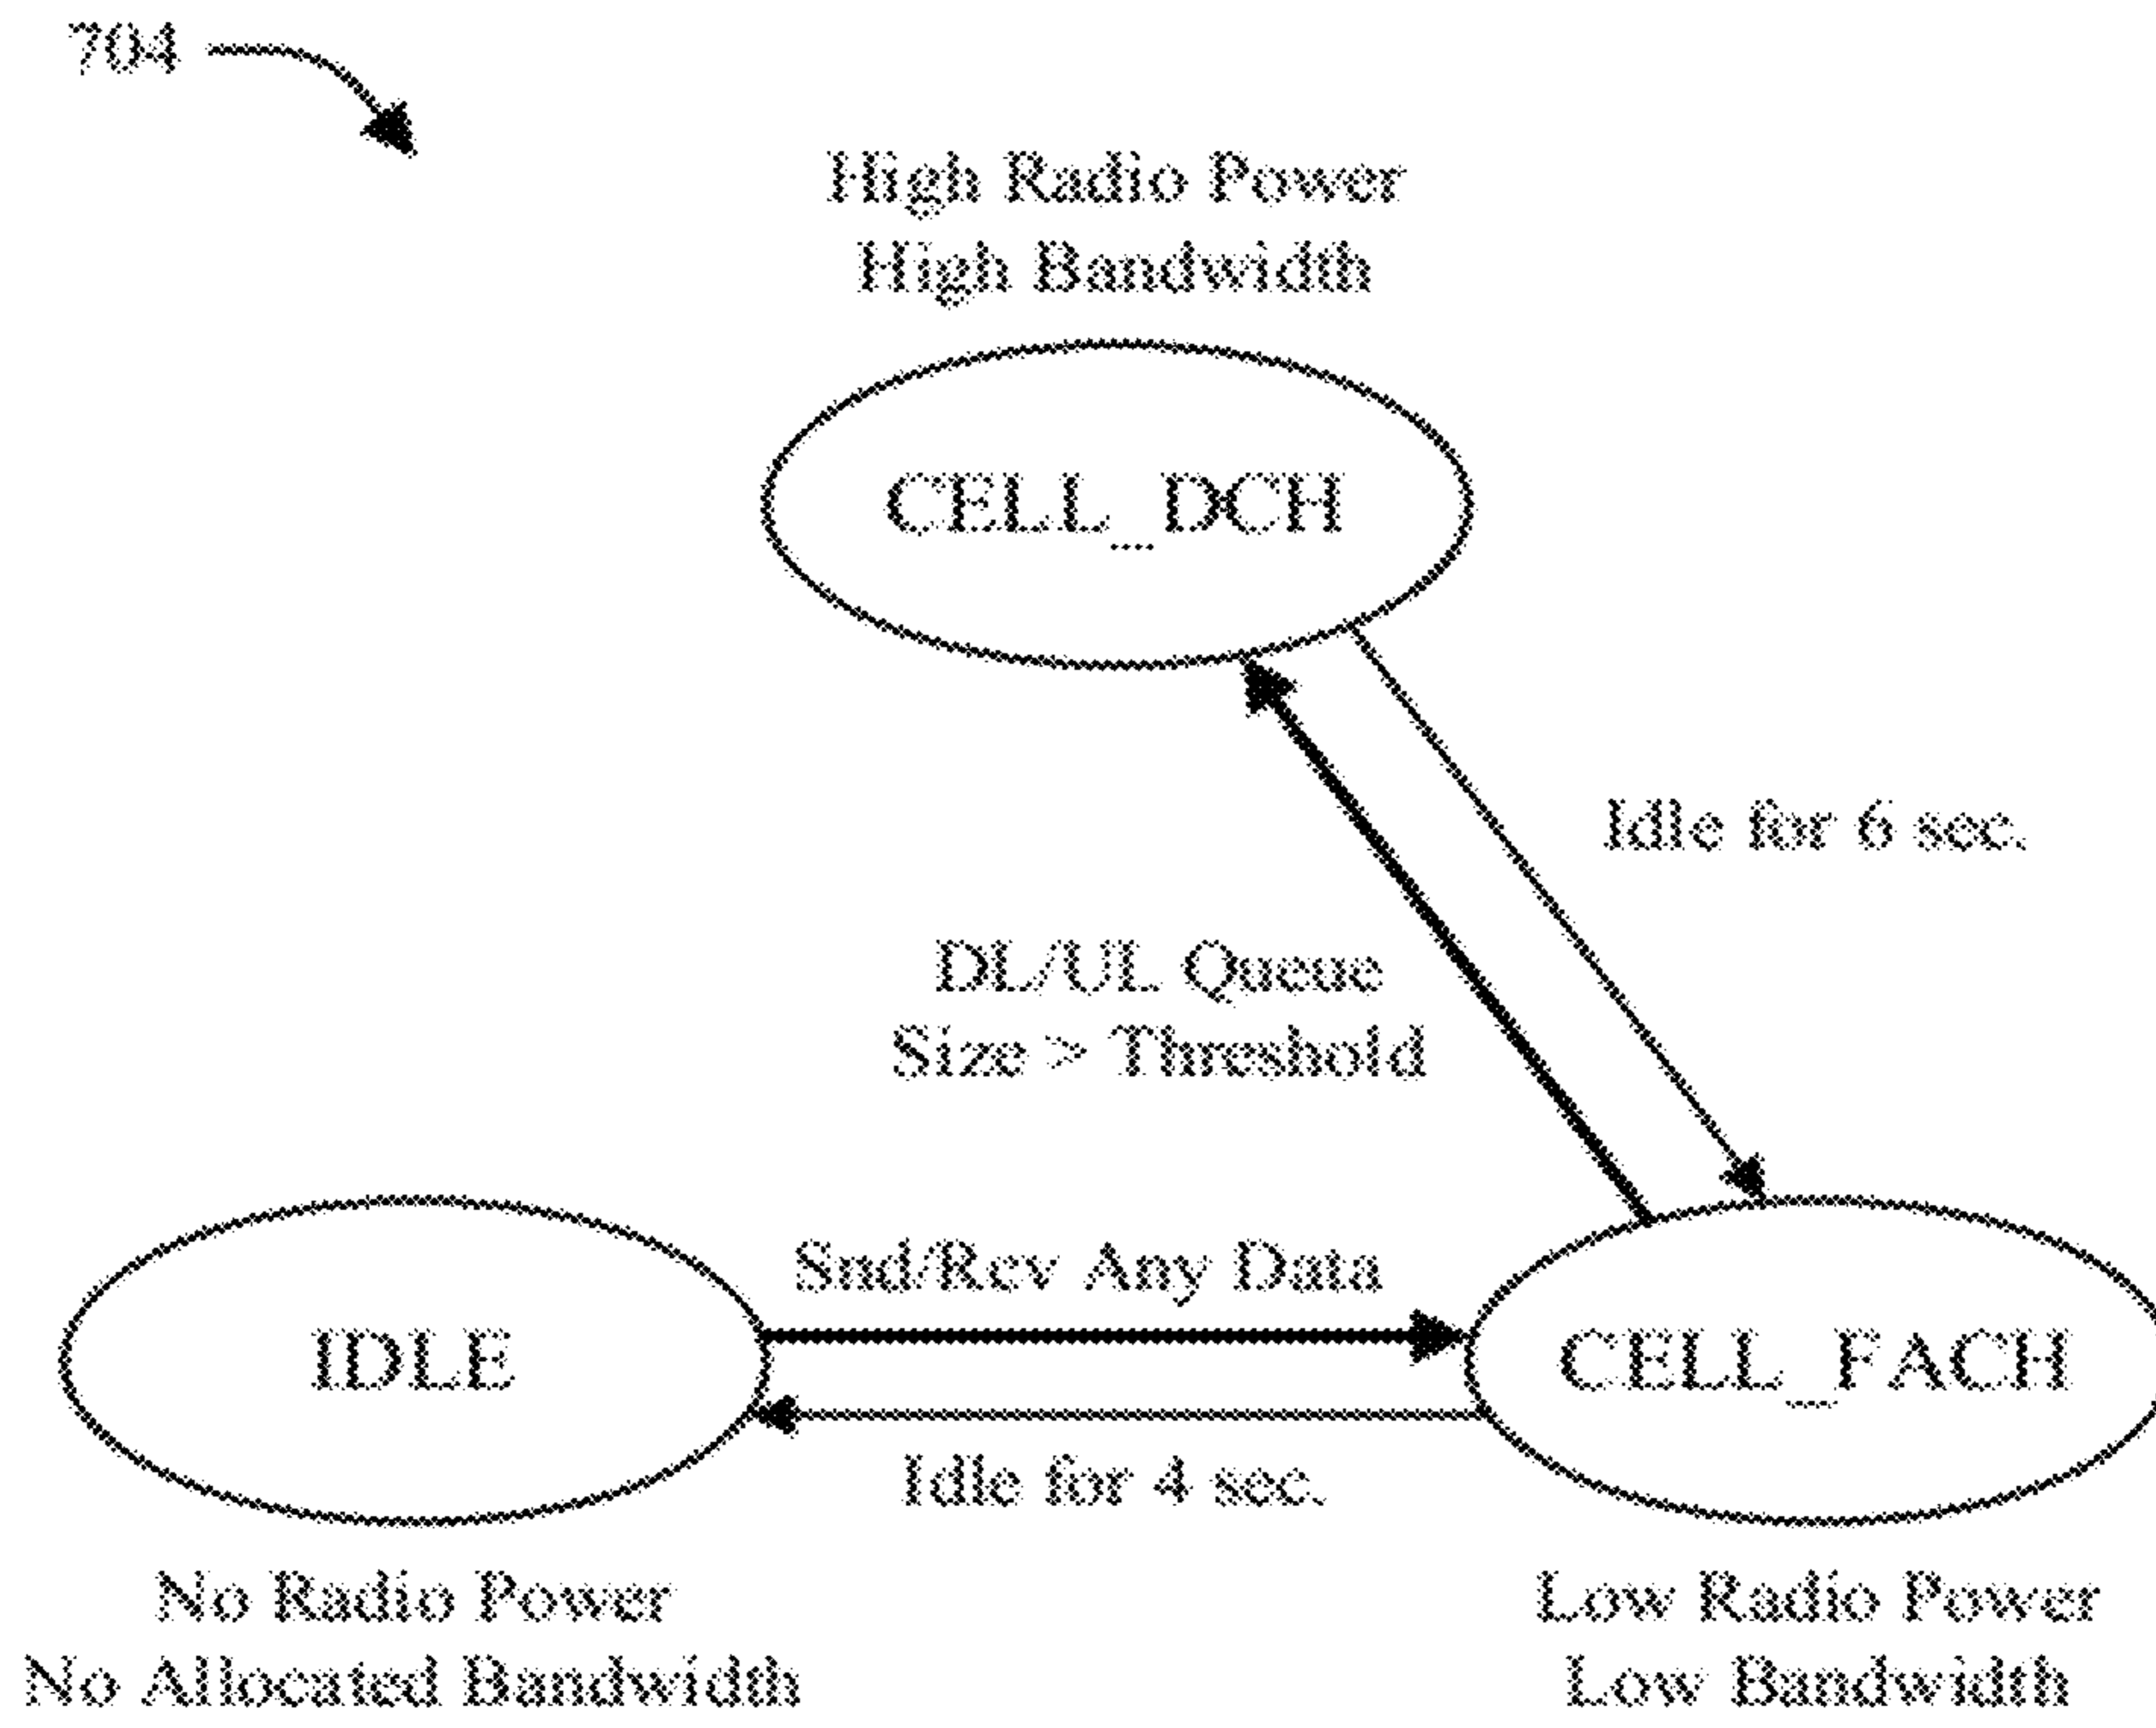 704
High Radio Power
High Bandwidth
CELL_DCH
Idle for 6 sec.
DL/UL Queue
Size > Threshold
Snd/Rcv Any Data
IDLE
CELL_FACH
Idle for 4 sec.
No Radio Power
No Allocated Bandwidth
Low Radio Power
Low Bandwidth